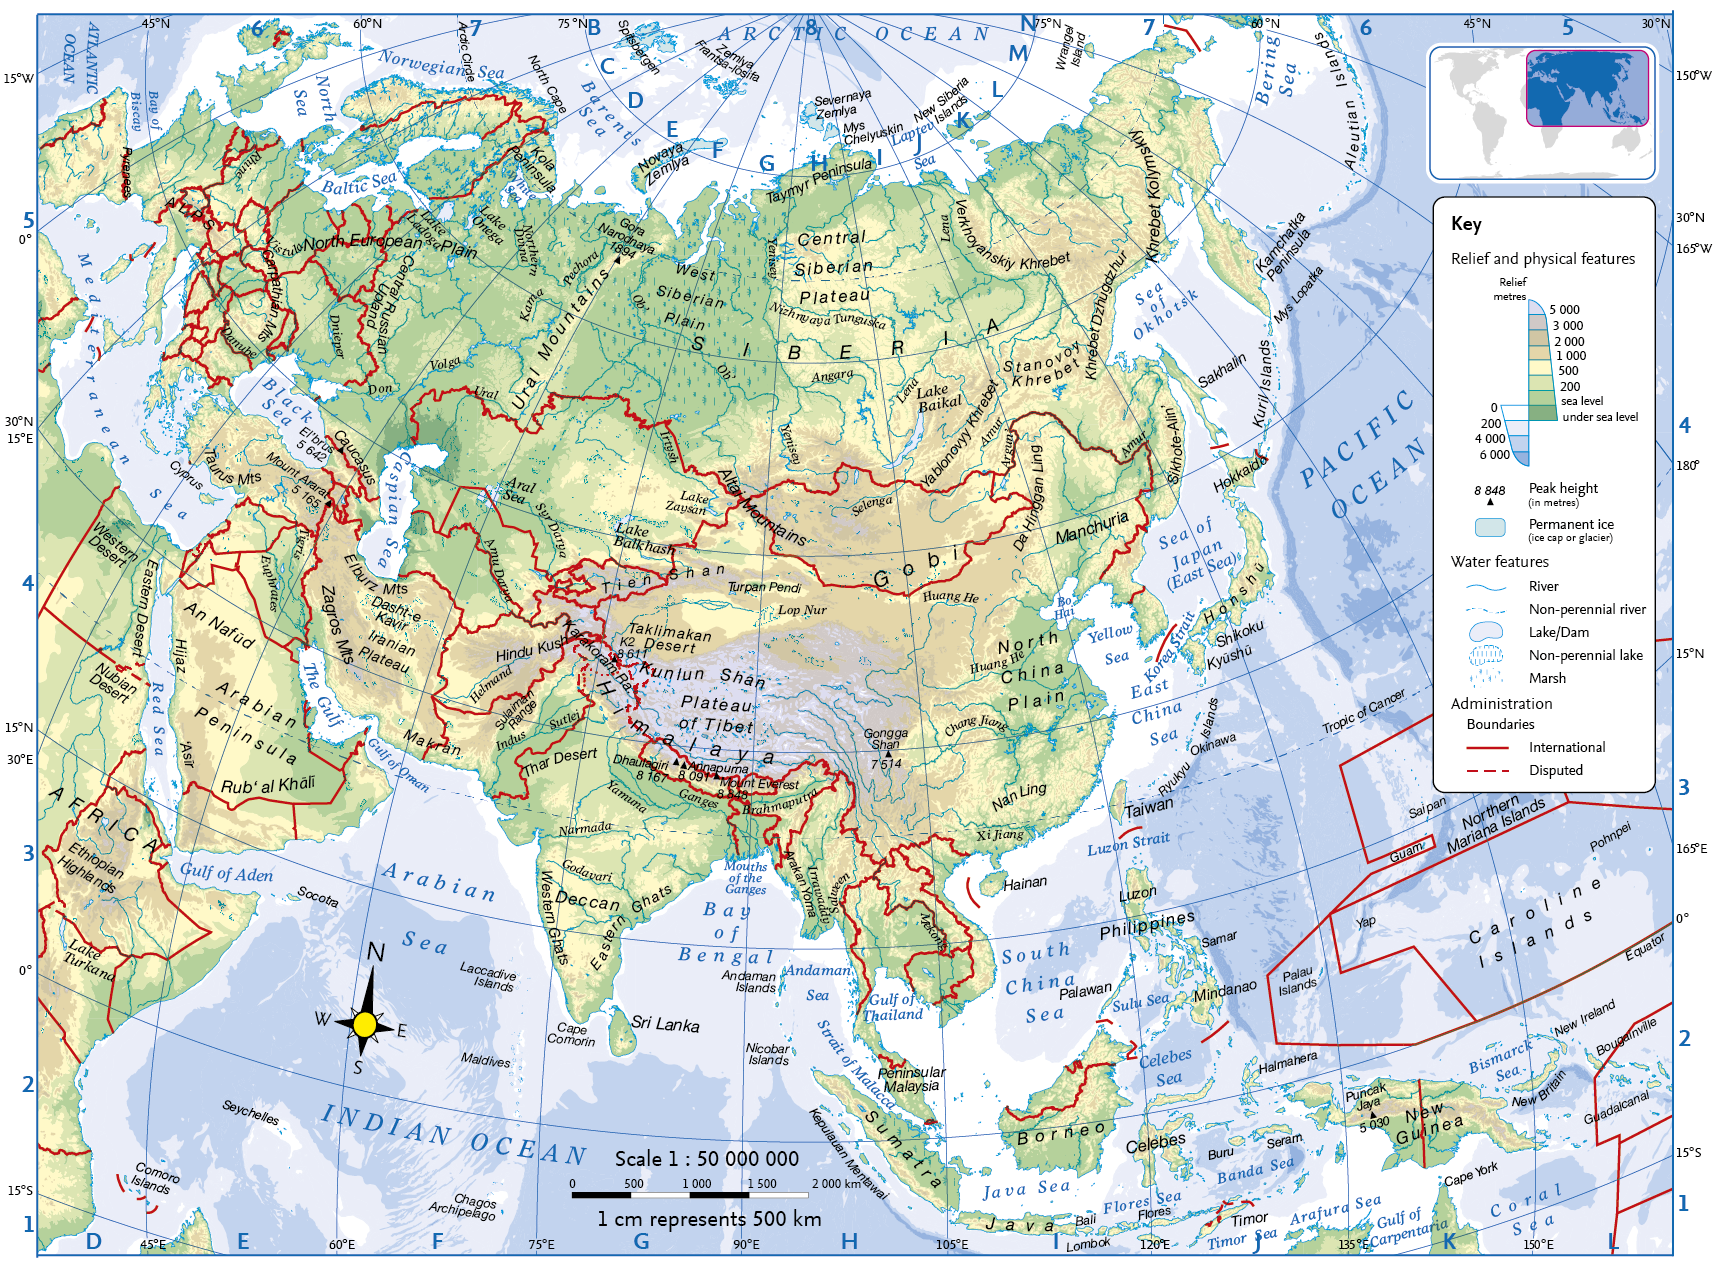 45°N
6
60°N
7
75°N
B
8
N
75°N
7
60°N
6
45°N
5
30°N
ATLANTIC
OCEAN
15°W
Bay of
Biscay
Norwegian Sea
North
Sea
Arctic Circle
North Cape
Spitsbergen
Zemlya
Frantsa-Iosifa
ARCTIC OCEAN
C
D
E
F
G
H
I
J
K
L
M
Barents
Sea
Novaya
Zemlya
Severnaya
Zemlya
Mys
Chelyuskin
Laptev
Sea
New Siberia
Islands
Wrangel
Island
Bering
Sea
Aleutian Islands
150°W
Pyrenees
Rhine
Baltic Sea
Kola
Peninsula
White
Sea
Taymyr Peninsula
ALPS
5
0°
Vistula
North European Plain
Lake
Ladoga
Lake
Onega
Northern
Dvina
Pechora
Gora
Narodnaya
1894
Yenisey
Central
Siberian
Plateau
Lena
Verkhoyanskiy Khrebet
Khrebet Kolymskiy
Kamchatka
Peninsula
30°N
165°W
Mediterranean
Sea
Carpathian Mts
Danube
Dnieper
Central Russian
Upland
Kama
Ural Mountains
West
Siberian
Plain
Ob'
Nizhnyaya Tunguska
SIBERIA
Khrebet Dzhugdzhur
Sea
of
Okhotsk
Mys Lopatka
Volga
Don
Ural
Ob'
Angara
Lena
Lake
Baikal
Stanovoy
Khrebet
Sakhalin
Kuril Islands
PACIFIC
OCEAN
4
180°
30°N
15°E
Black
Sea
El'brus
5 642
Caucasus
Caspian Sea
Cyprus
Taurus Mts
Mount Ararat
5 165
Aral
Sea
Syr Darya
Amu Darya
Irtysh
Yenisey
Altai Mountains
Lake
Zaysan
Lake
Balkhash
Selenga
Yablonovyy Khrebet
Amur
Argun'
Da Hinggan Ling
Amur
Sikhote-Alin'
Hokkaido
Manchuria
Sea of
Japan
(East Sea)
Western
Desert
Eastern Desert
4
Tigris
Euphrates
Elburz Mts
Dasht-e
Kavir
Iranian
Plateau
Zagros Mts
Tien Shan
Turpan Pendi
Gobi
Lop Nur
Huang He
Bo
Hai
Korea Strait
Honshū
Shikoku
Kyūshū
An Nafud
Hijaz
Nubian
Desert
Red Sea
Arabian
Peninsula
The Gulf
Hindu Kush
Helmand
Karakoram Ra.
K2
8 611
Taklimakan
Desert
Kunlun Shan
Plateau
of Tibet
North
China
Plain
Huang He
Yellow
Sea
East
China
Sea
15°N
15°N
30°E
'Asīr
Rub' al Khālī
Makran
Gulf of Oman
Sulaiman
Range
Indus
Sutlej
Thar Desert
Himalaya
Dhaulagiri
8 167
Annapurna
8 091
Mount Everest
8 848
Yamuna
Ganges
Brahmaputra
Gongga
Shan
7 514
Chang Jiang
Nan Ling
Xi Jiang
Okinawa
Ryukyu
Islands
Taiwan
Luzon Strait
Tropic of Cancer
3
AFRICA
Ethiopian
Highlands
3
Gulf of Aden
Socotra
Arabian
Sea
Narmada
Godavari
Deccan
Western Ghats
Eastern Ghats
Mouths
of the
Ganges
Arakan Yoma
Irrawaddy
Salween
Mekong
Hainan
Luzon
Philippines
Samar
Saipan
Northern
Mariana Islands
Guam
Pohnpei
165°E
Lake
Turkana
0°
Laccadive
Islands
Bay
of
Bengal
Andaman
Islands
Andaman
Sea
Gulf of
Thailand
South
China
Sea
Palawan
Sulu Sea
Mindanao
Palau
Islands
Yap
Caroline
Islands
0°
Equator
N
W
E
S
Cape
Comorin
Sri Lanka
Maldives
Nicobar
Islands
Strait of Malacca
Peninsular
Malaysia
Celebes
Sea
Halmahera
New Ireland
Bismarck
Sea
Bougainville
2
2
Seychelles
INDIAN OCEAN
Kepulauan Mentawai
Sumatra
Borneo
Celebes
Buru
Seram
Banda Sea
Puncak
Jaya
5 030
New
Guinea
New Britain
Guadalcanal
15°S
Comoro
Islands
15°S
Chagos
Archipelago
Scale 1 : 50 000 000
0 500 1 000 1 500 2 000 km
1 cm represents 500 km
Java Sea
Java
Bali
Lombok
Flores Sea
Flores
Timor
Timor Sea
Arafura Sea
Gulf of
Carpentaria
Cape York
Coral
Sea
1
1
D
45°E
E
60°E
F
75°E
G
90°E
H
105°E
I
120°E
J
135°E
K
150°E
L
Key
Relief and physical features
Relief
metres
5 000
3 000
2 000
1 000
500
200
sea level
under sea level
0
200
4 000
6 000
8 848
Peak height
(in metres)
Permanent ice
(ice cap or glacier)
Water features
River
Non-perennial river
Lake/Dam
Non-perennial lake
Marsh
Administration
Boundaries
International
Disputed